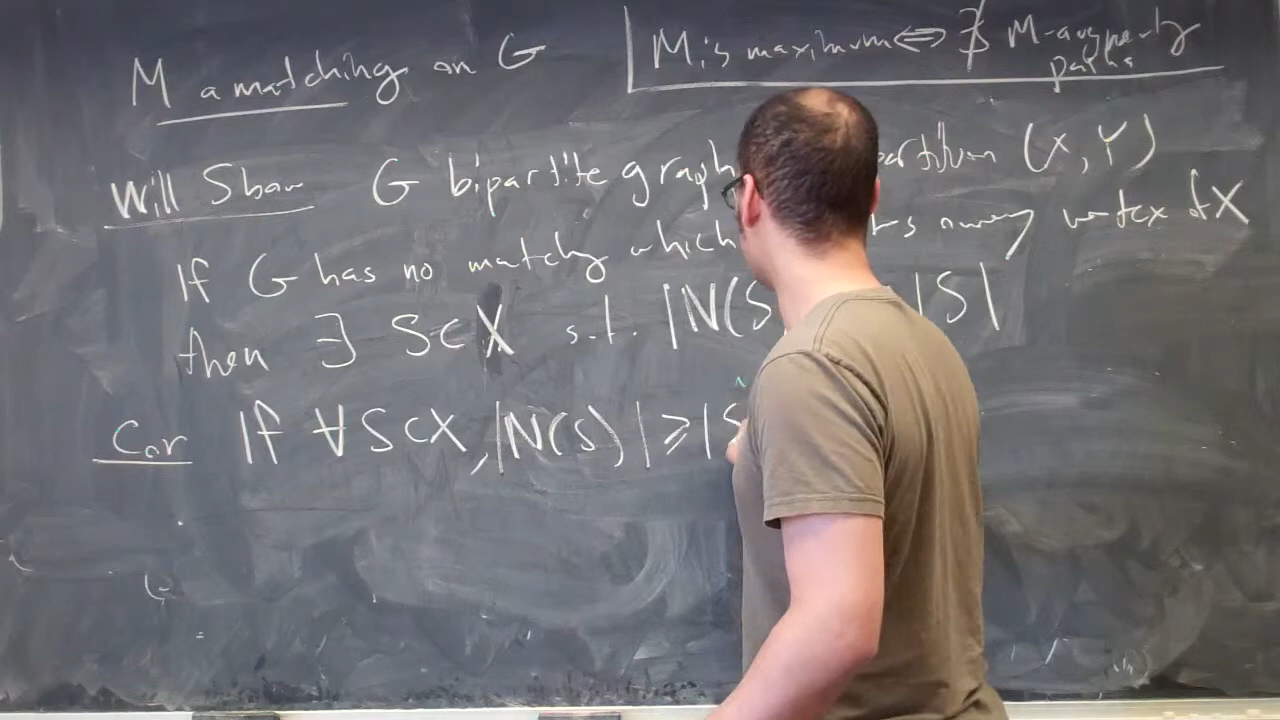 M a matching on G
M is maximum ⇔ ∄ M-augmenting
paths
Will Show G bipartite graph partition (X, Y)
If G has no matching which every vertex of X
then ∃ S⊂X s.t. |N(S |S|
Cor If ∀ S⊂X, |N(S)| ≥ |S